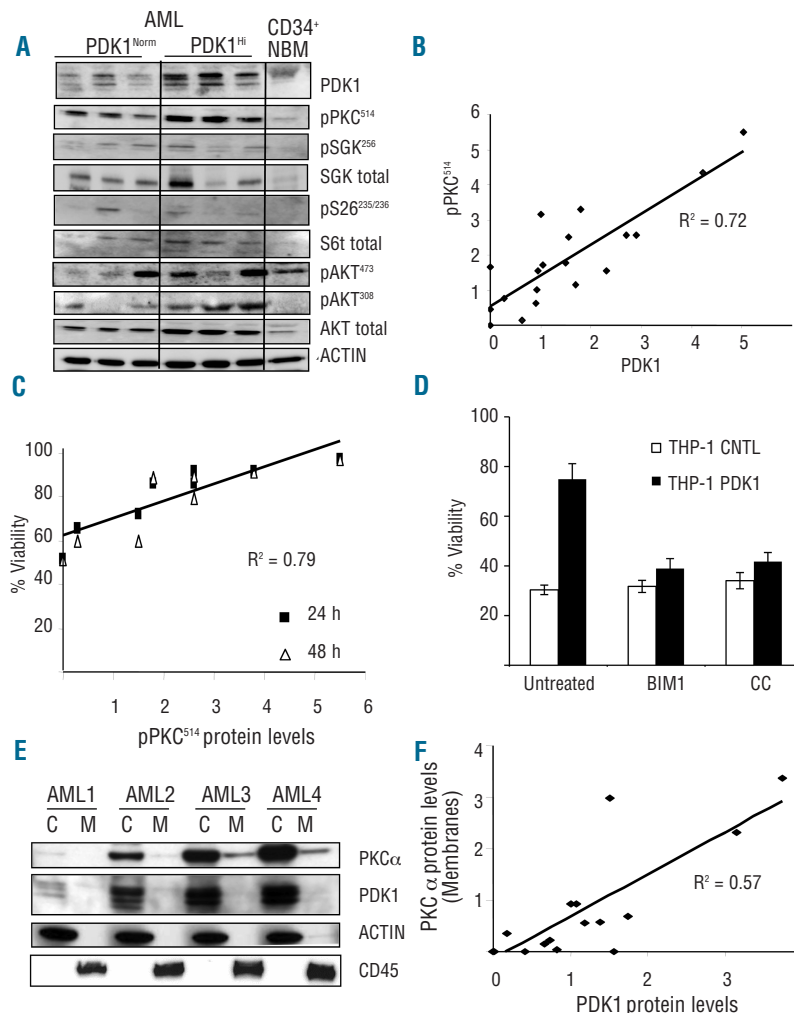 A
AML
PDK1Norm PDK1Hi
CD34+
NBM
PDK1
pPKC514
pSGK256
SGK total
pS26235/236
S6t total
pAKT473
pAKT308
AKT total
ACTIN
B
pPKC514
6
5
4
3
2
1
0
0 1 2 3 4 5
R2 = 0.72
PDK1
C
% Viability
100
80
60
40
20
R2 = 0.79
24 h
48 h
1 2 3 4 5 6
pPKC514 protein levels
D
% Viability
100
80
60
40
20
THP-1 CNTL
THP-1 PDK1
Untreated BIM1 CC
E
AML1 AML2 AML3 AML4
C M C M C M C M
PKCα
PDK1
ACTIN
CD45
F
PKC α protein levels
(Membranes)
4
3
2
1
0
R2 = 0.57
0 1 2 3
PDK1 protein levels